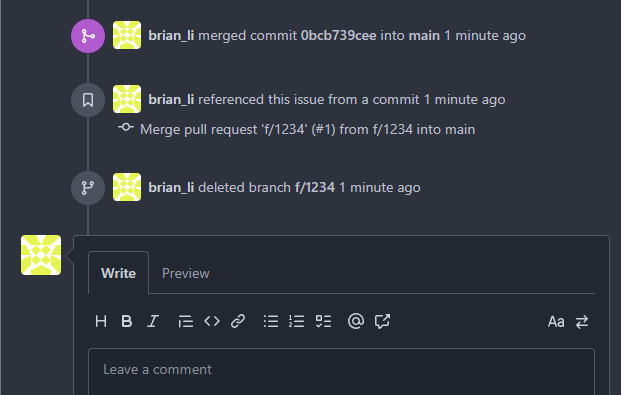 brian_li merged commit 0bcb739cee into main 1 minute ago
brian_li referenced this issue from a commit 1 minute ago
Merge pull request 'f/1234' (#1) from f/1234 into main
brian_li deleted branch f/1234 1 minute ago
Write Preview
H B I Aa
Leave a comment